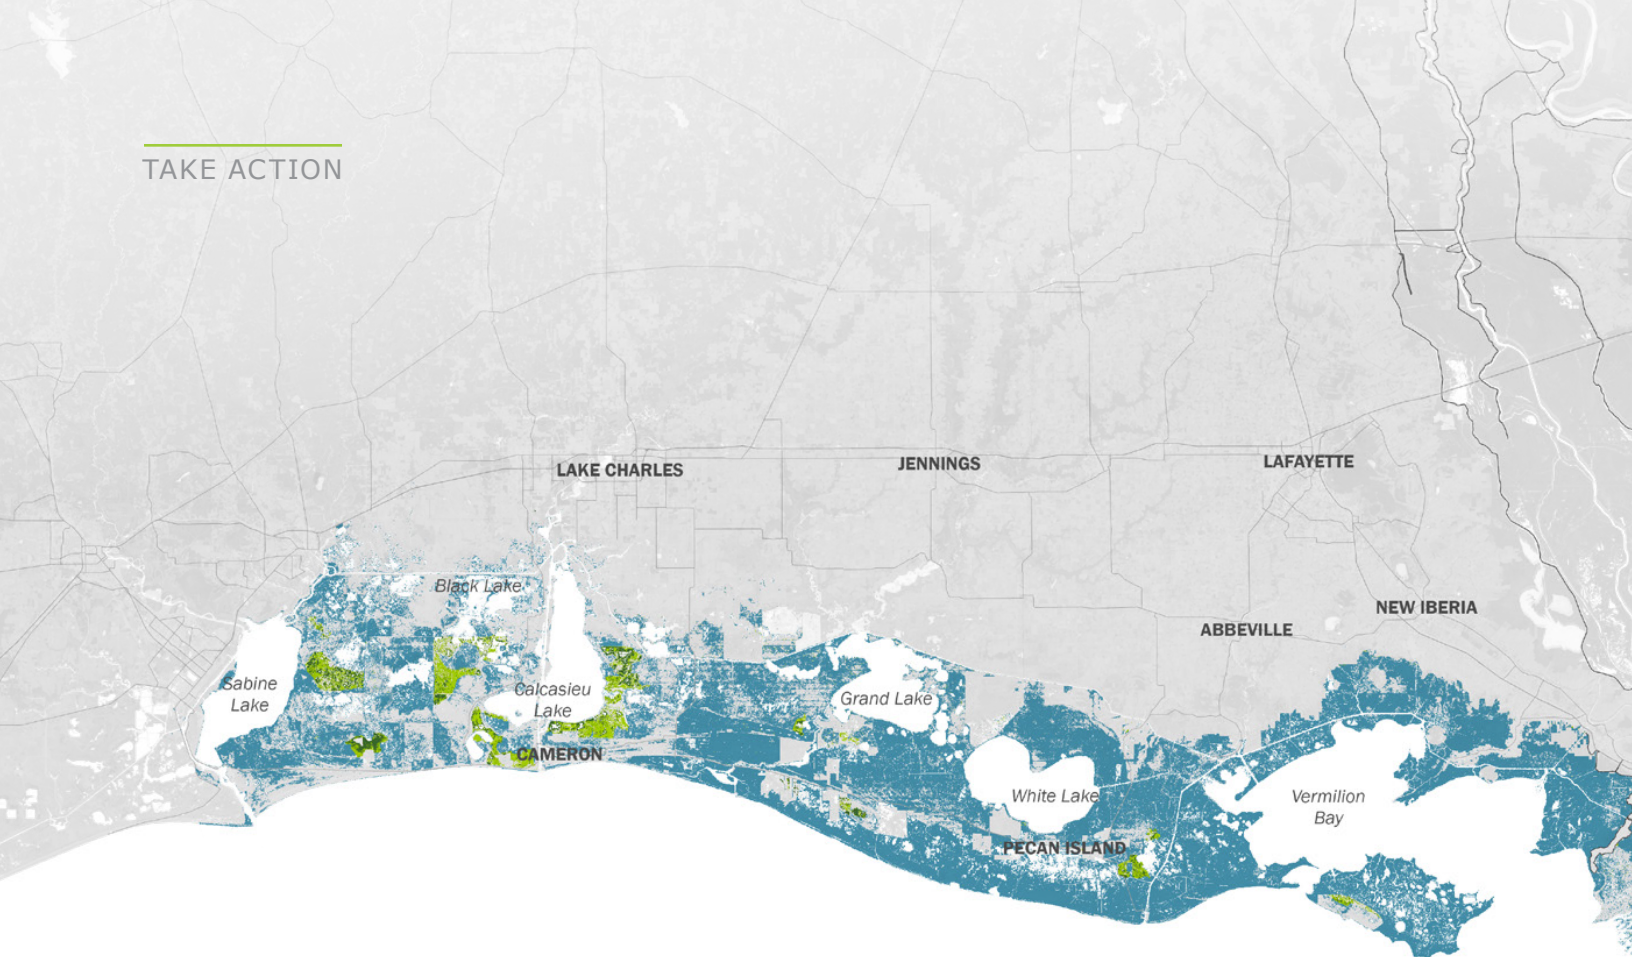 TAKE ACTION
LAKE CHARLES
JENNINGS
LAFAYETTE
Black Lake
NEW IBERIA
ABBEVILLE
Sabine
Lake
Calcasieu
Lake
Grand Lake
CAMERON
White Lake
Vermilion
Bay
PECAN ISLAND